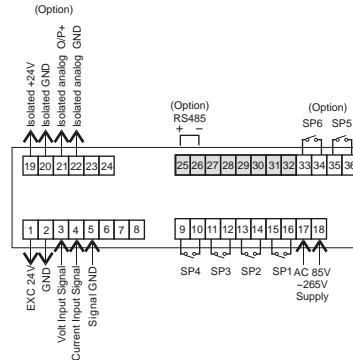 (Option)
Isolated +24V
Isolated GND
Isolated analog O/P+
Isolated analog GND
(Option)
RS485
+ −
(Option)
SP6 SP5
19 20 21 22 23 24
25 26 27 28 29 30 31 32 33 34 35 36
1 2 3 4 5 6 7 8
9 10 11 12 13 14 15 16 17 18
EXC 24V
GND
Volt Input Signal
Current Input Signal
Signal GND
SP4 SP3 SP2 SP1
AC 85V
~265V
Supply